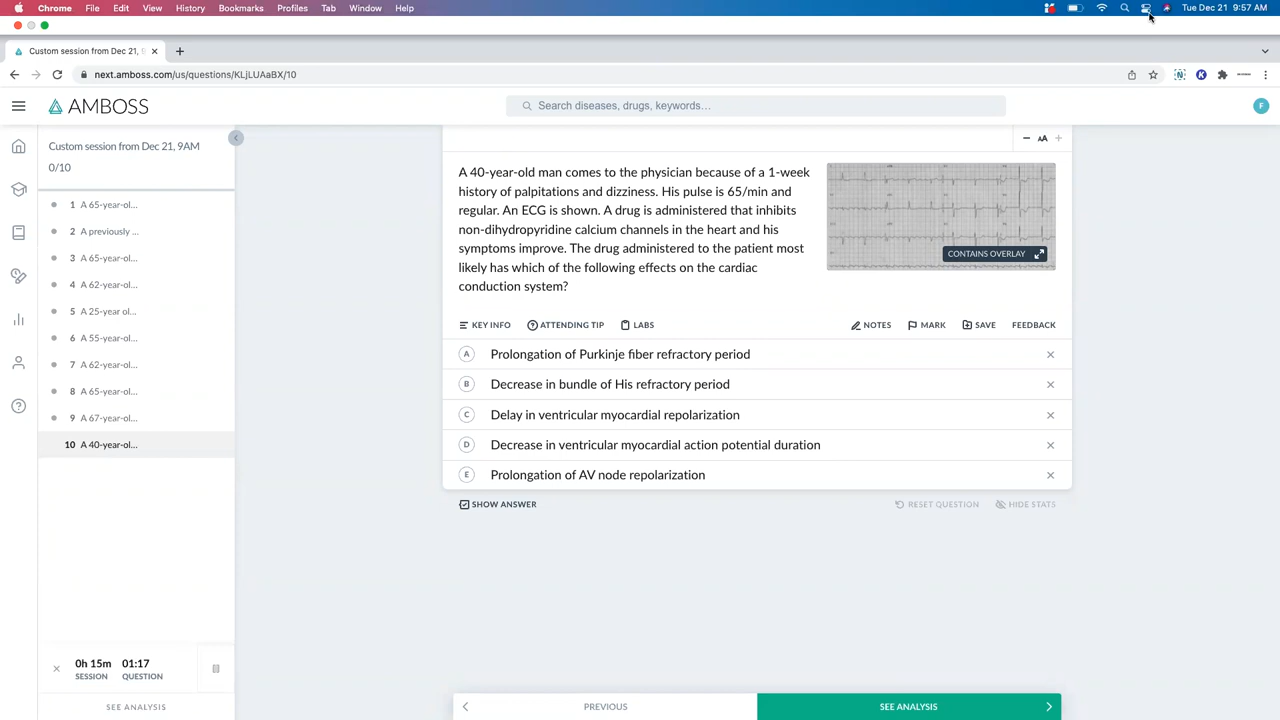 Chrome File Edit View History Bookmarks Profiles Tab Window Help Tue Dec 21 9:57 AM
Custom session from Dec 21, 9
next.amboss.com/us/questions/KLjLUAaBX/10
AMBOSS
Search diseases, drugs, keywords…
F
Custom session from Dec 21, 9AM
0/10
1 A 65-year-ol...
2 A previously ...
3 A 65-year-ol...
4 A 62-year-ol...
5 A 25-year ol...
6 A 55-year-ol...
7 A 62-year-ol...
8 A 65-year-ol...
9 A 67-year-ol...
10 A 40-year-ol...
0h 15m 01:17
SESSION QUESTION
SEE ANALYSIS
AA
A 40-year-old man comes to the physician because of a 1-week
history of palpitations and dizziness. His pulse is 65/min and
regular. An ECG is shown. A drug is administered that inhibits
non-dihydropyridine calcium channels in the heart and his
symptoms improve. The drug administered to the patient most
likely has which of the following effects on the cardiac
conduction system?
CONTAINS OVERLAY
KEY INFO ATTENDING TIP LABS NOTES MARK SAVE FEEDBACK
A Prolongation of Purkinje fiber refractory period
B Decrease in bundle of His refractory period
C Delay in ventricular myocardial repolarization
D Decrease in ventricular myocardial action potential duration
E Prolongation of AV node repolarization
SHOW ANSWER RESET QUESTION HIDE STATS
PREVIOUS SEE ANALYSIS